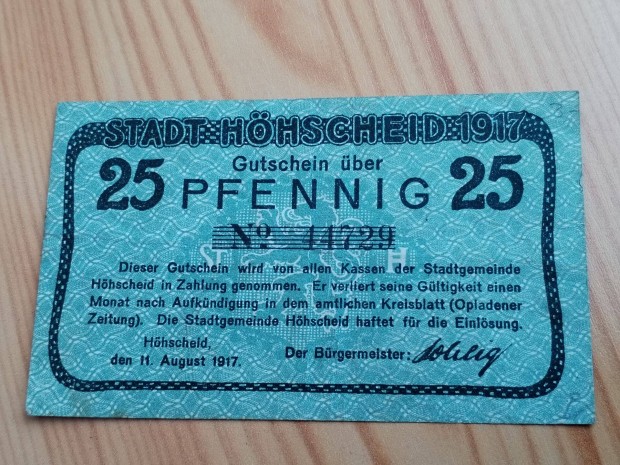 STADT HÖHSCHEID 1917
Gutschein über
25 PFENNIG 25
No. 44729
ST H
Dieser Gutschein wird von allen Kassen der Stadtgemeinde
Höhscheid in Zahlung genommen. Er verliert seine Gültigkeit einen
Monat nach Aufkündigung in dem amtlichen Kreisblatt (Opladener
Zeitung). Die Stadtgemeinde Höhscheid haftet für die Einlösung.
Höhscheid,
den 11. August 1917.
Der Bürgermeister: